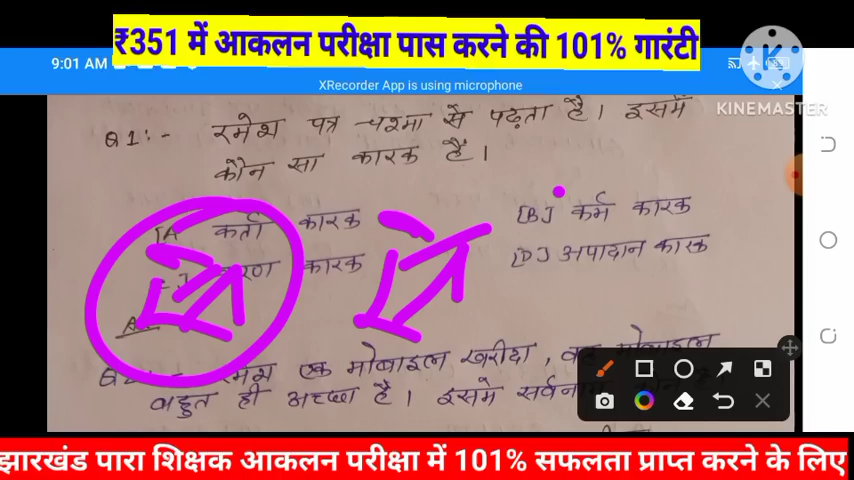 ₹351 में आकलन परीक्षा पास करने की 101% गारंटी
9:01 AM
XRecorder App is using microphone
KINEMASTER
Q1:- रमेश पत्र चश्मा से पढ़ता है। इसमें
कौन सा कारक है।
[A कर्ता कारक
[B] कर्म कारक
कारक
[D] अपादान कारक
एक मोबाइल खरीदा, वह मोबाइल
बहुत ही अच्छा है। इसमें
झारखंड पारा शिक्षक आकलन परीक्षा में 101% सफलता प्राप्त करने के लिए